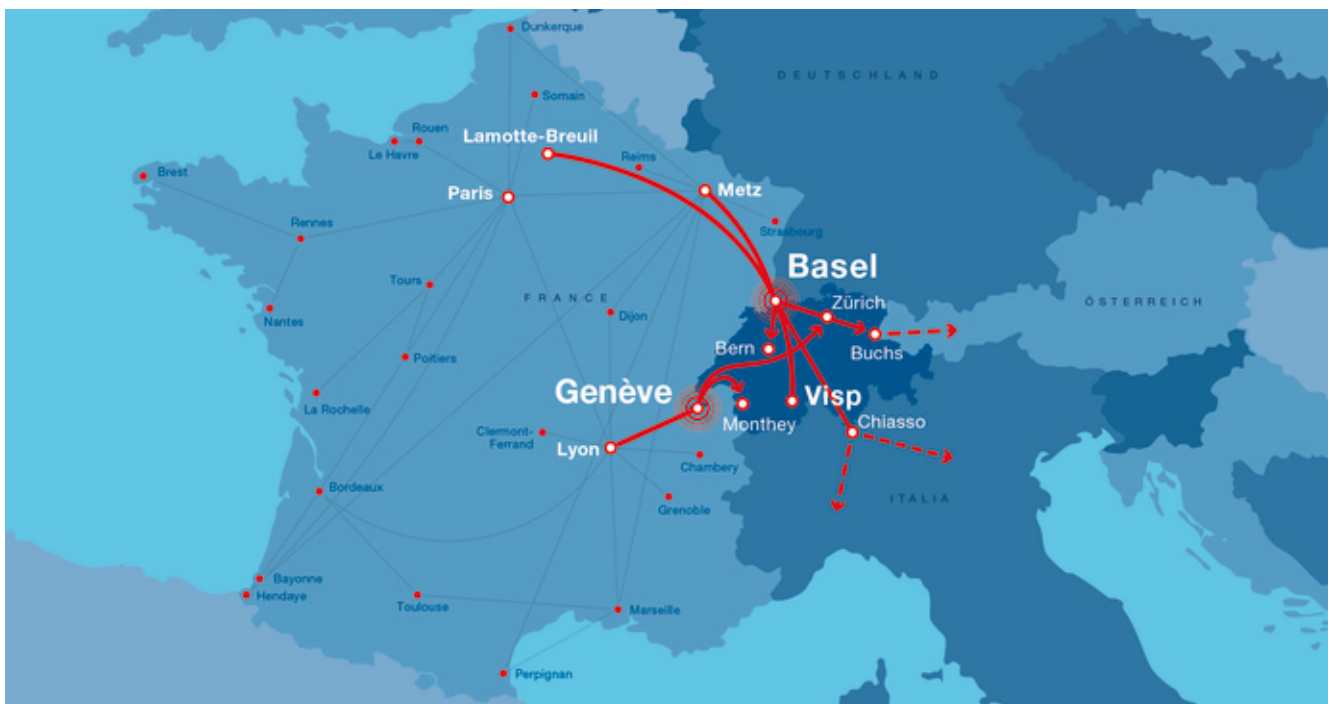 Dunkerque
DEUTSCHLAND
Somain
Rouen
Lamotte-Breuil
Le Havre
Reims
Brest
Paris
Metz
Rennes
Strasbourg
Basel
Tours
FRANCE
Zürich
ÖSTERREICH
Nantes
Dijon
Bern
Buchs
Poitiers
Genève
Visp
La Rochelle
Monthey
Chiasso
Clermont-
Ferrand
Lyon
Chambery
Bordeaux
ITALIA
Grenoble
Bayonne
Hendaye
Toulouse
Marseille
Perpignan